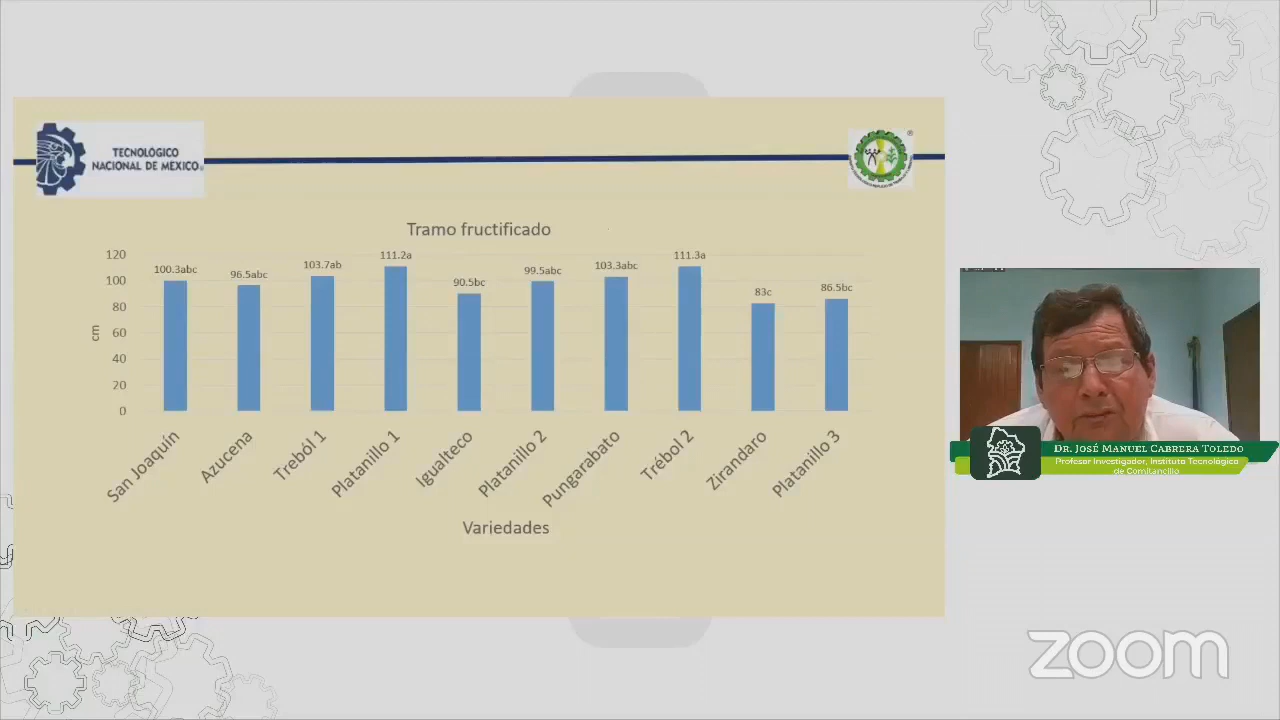 TECNOLÓGICO
NACIONAL DE MÉXICO®
®
Tramo fructificado
120
100
80
60
40
20
0
cm
100.3abc
96.5abc
103.7ab
111.2a
90.5bc
99.5abc
103.3abc
111.3a
83c
86.5bc
San Joaquín
Azucena
Treból 1
Platanillo 1
Igualteco
Platanillo 2
Pungarabato
Trébol 2
Zirandaro
Platanillo 3
Variedades
DR. JOSÉ MANUEL CABRERA TOLEDO
Profesor Investigador, Instituto Tecnológico
de Comitancillo
zoom